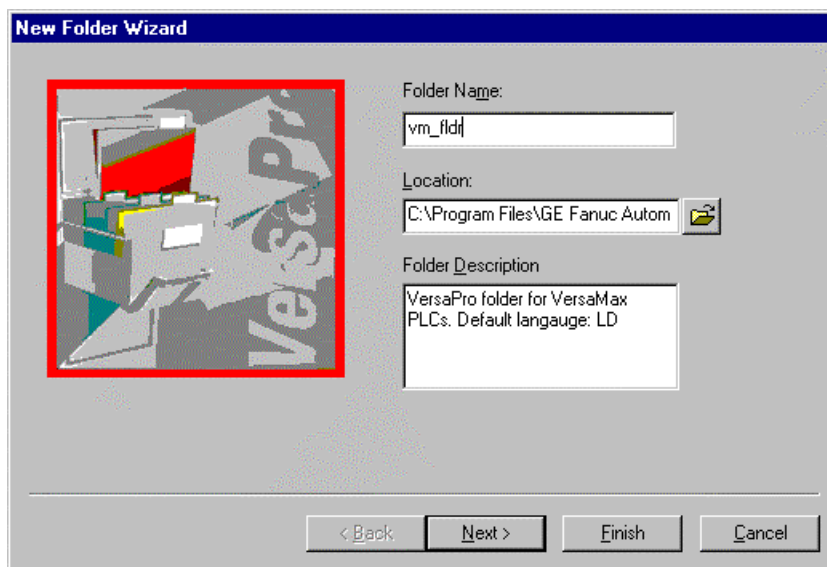 New Folder Wizard
VersaPro
Folder Name:
vm_fldr
Location:
C:\Program Files\GE Fanuc Autom
Folder Description
VersaPro folder for VersaMax
PLCs. Default langauge: LD
< Back
Next >
Finish
Cancel